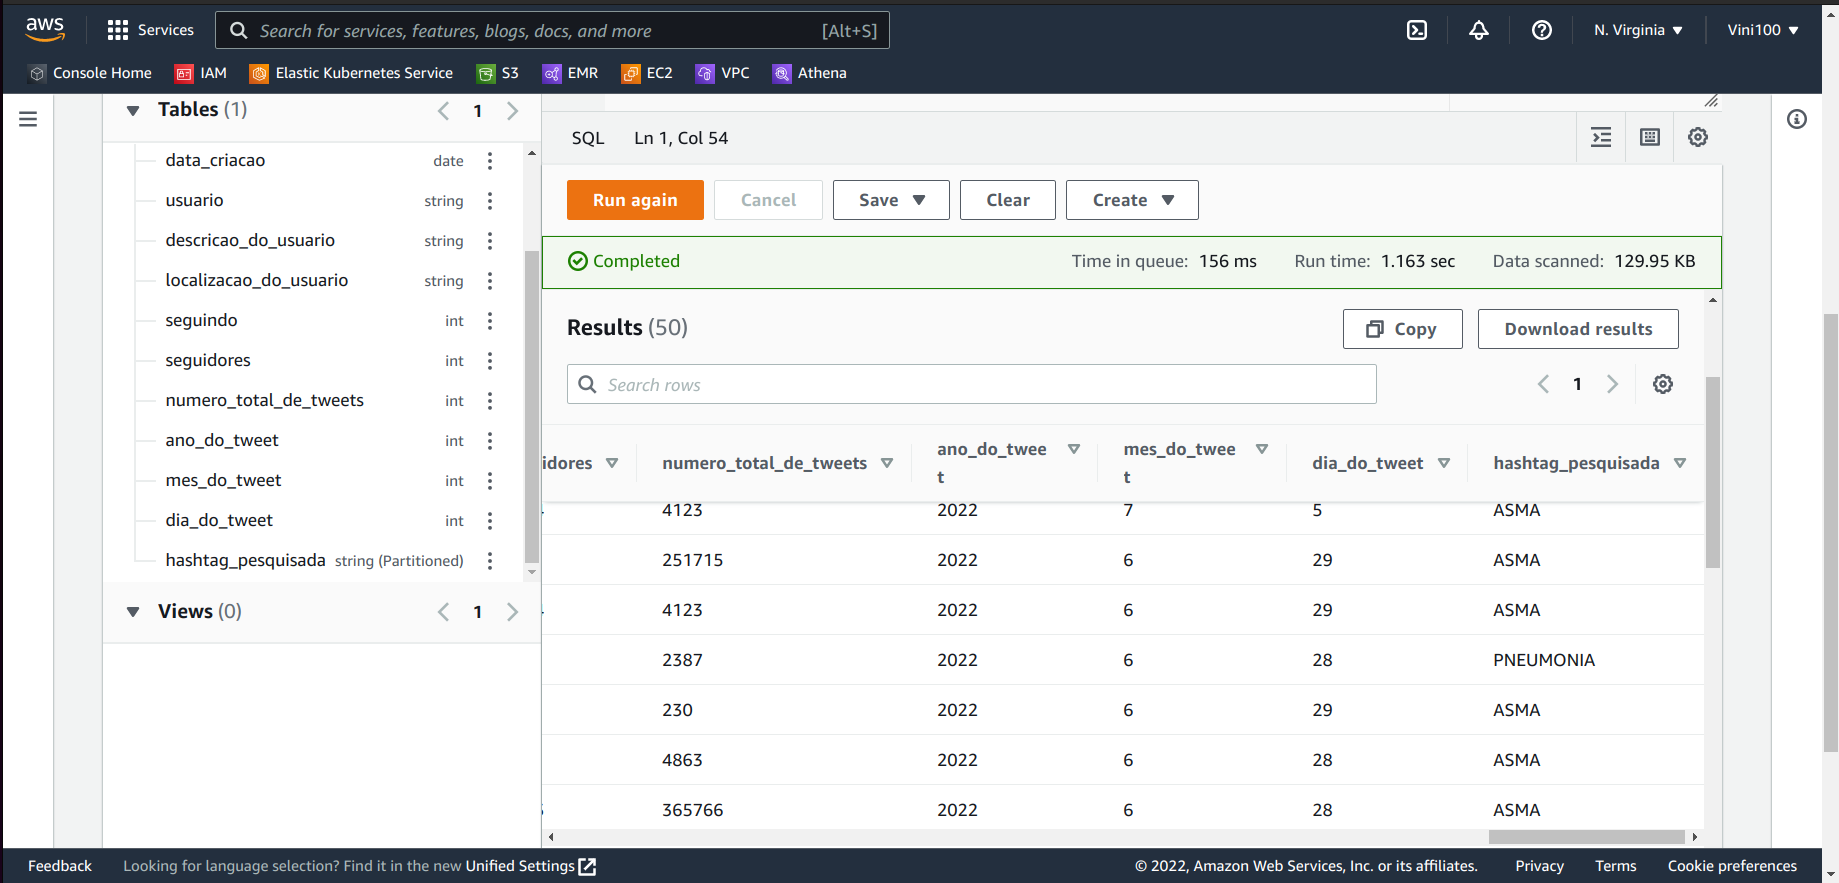 aws
Services
Search for services, features, blogs, docs, and more [Alt+S]
N. Virginia
Vini100
Console Home IAM Elastic Kubernetes Service S3 EMR EC2 VPC Athena
Tables (1) 1
data_criacao date
usuario string
descricao_do_usuario string
localizacao_do_usuario string
seguindo int
seguidores int
numero_total_de_tweets int
ano_do_tweet int
mes_do_tweet int
dia_do_tweet int
hashtag_pesquisada string (Partitioned)
Views (0) 1
SQL Ln 1, Col 54
Run again Cancel Save Clear Create
Completed Time in queue: 156 ms Run time: 1.163 sec Data scanned: 129.95 KB
Results (50) Copy Download results
Search rows 1
idores numero_total_de_tweets ano_do_twee
t mes_do_twee
t dia_do_tweet hashtag_pesquisada
4123 2022 7 5 ASMA
251715 2022 6 29 ASMA
4123 2022 6 29 ASMA
2387 2022 6 28 PNEUMONIA
230 2022 6 29 ASMA
4863 2022 6 28 ASMA
365766 2022 6 28 ASMA
Feedback Looking for language selection? Find it in the new Unified Settings © 2022, Amazon Web Services, Inc. or its affiliates. Privacy Terms Cookie preferences